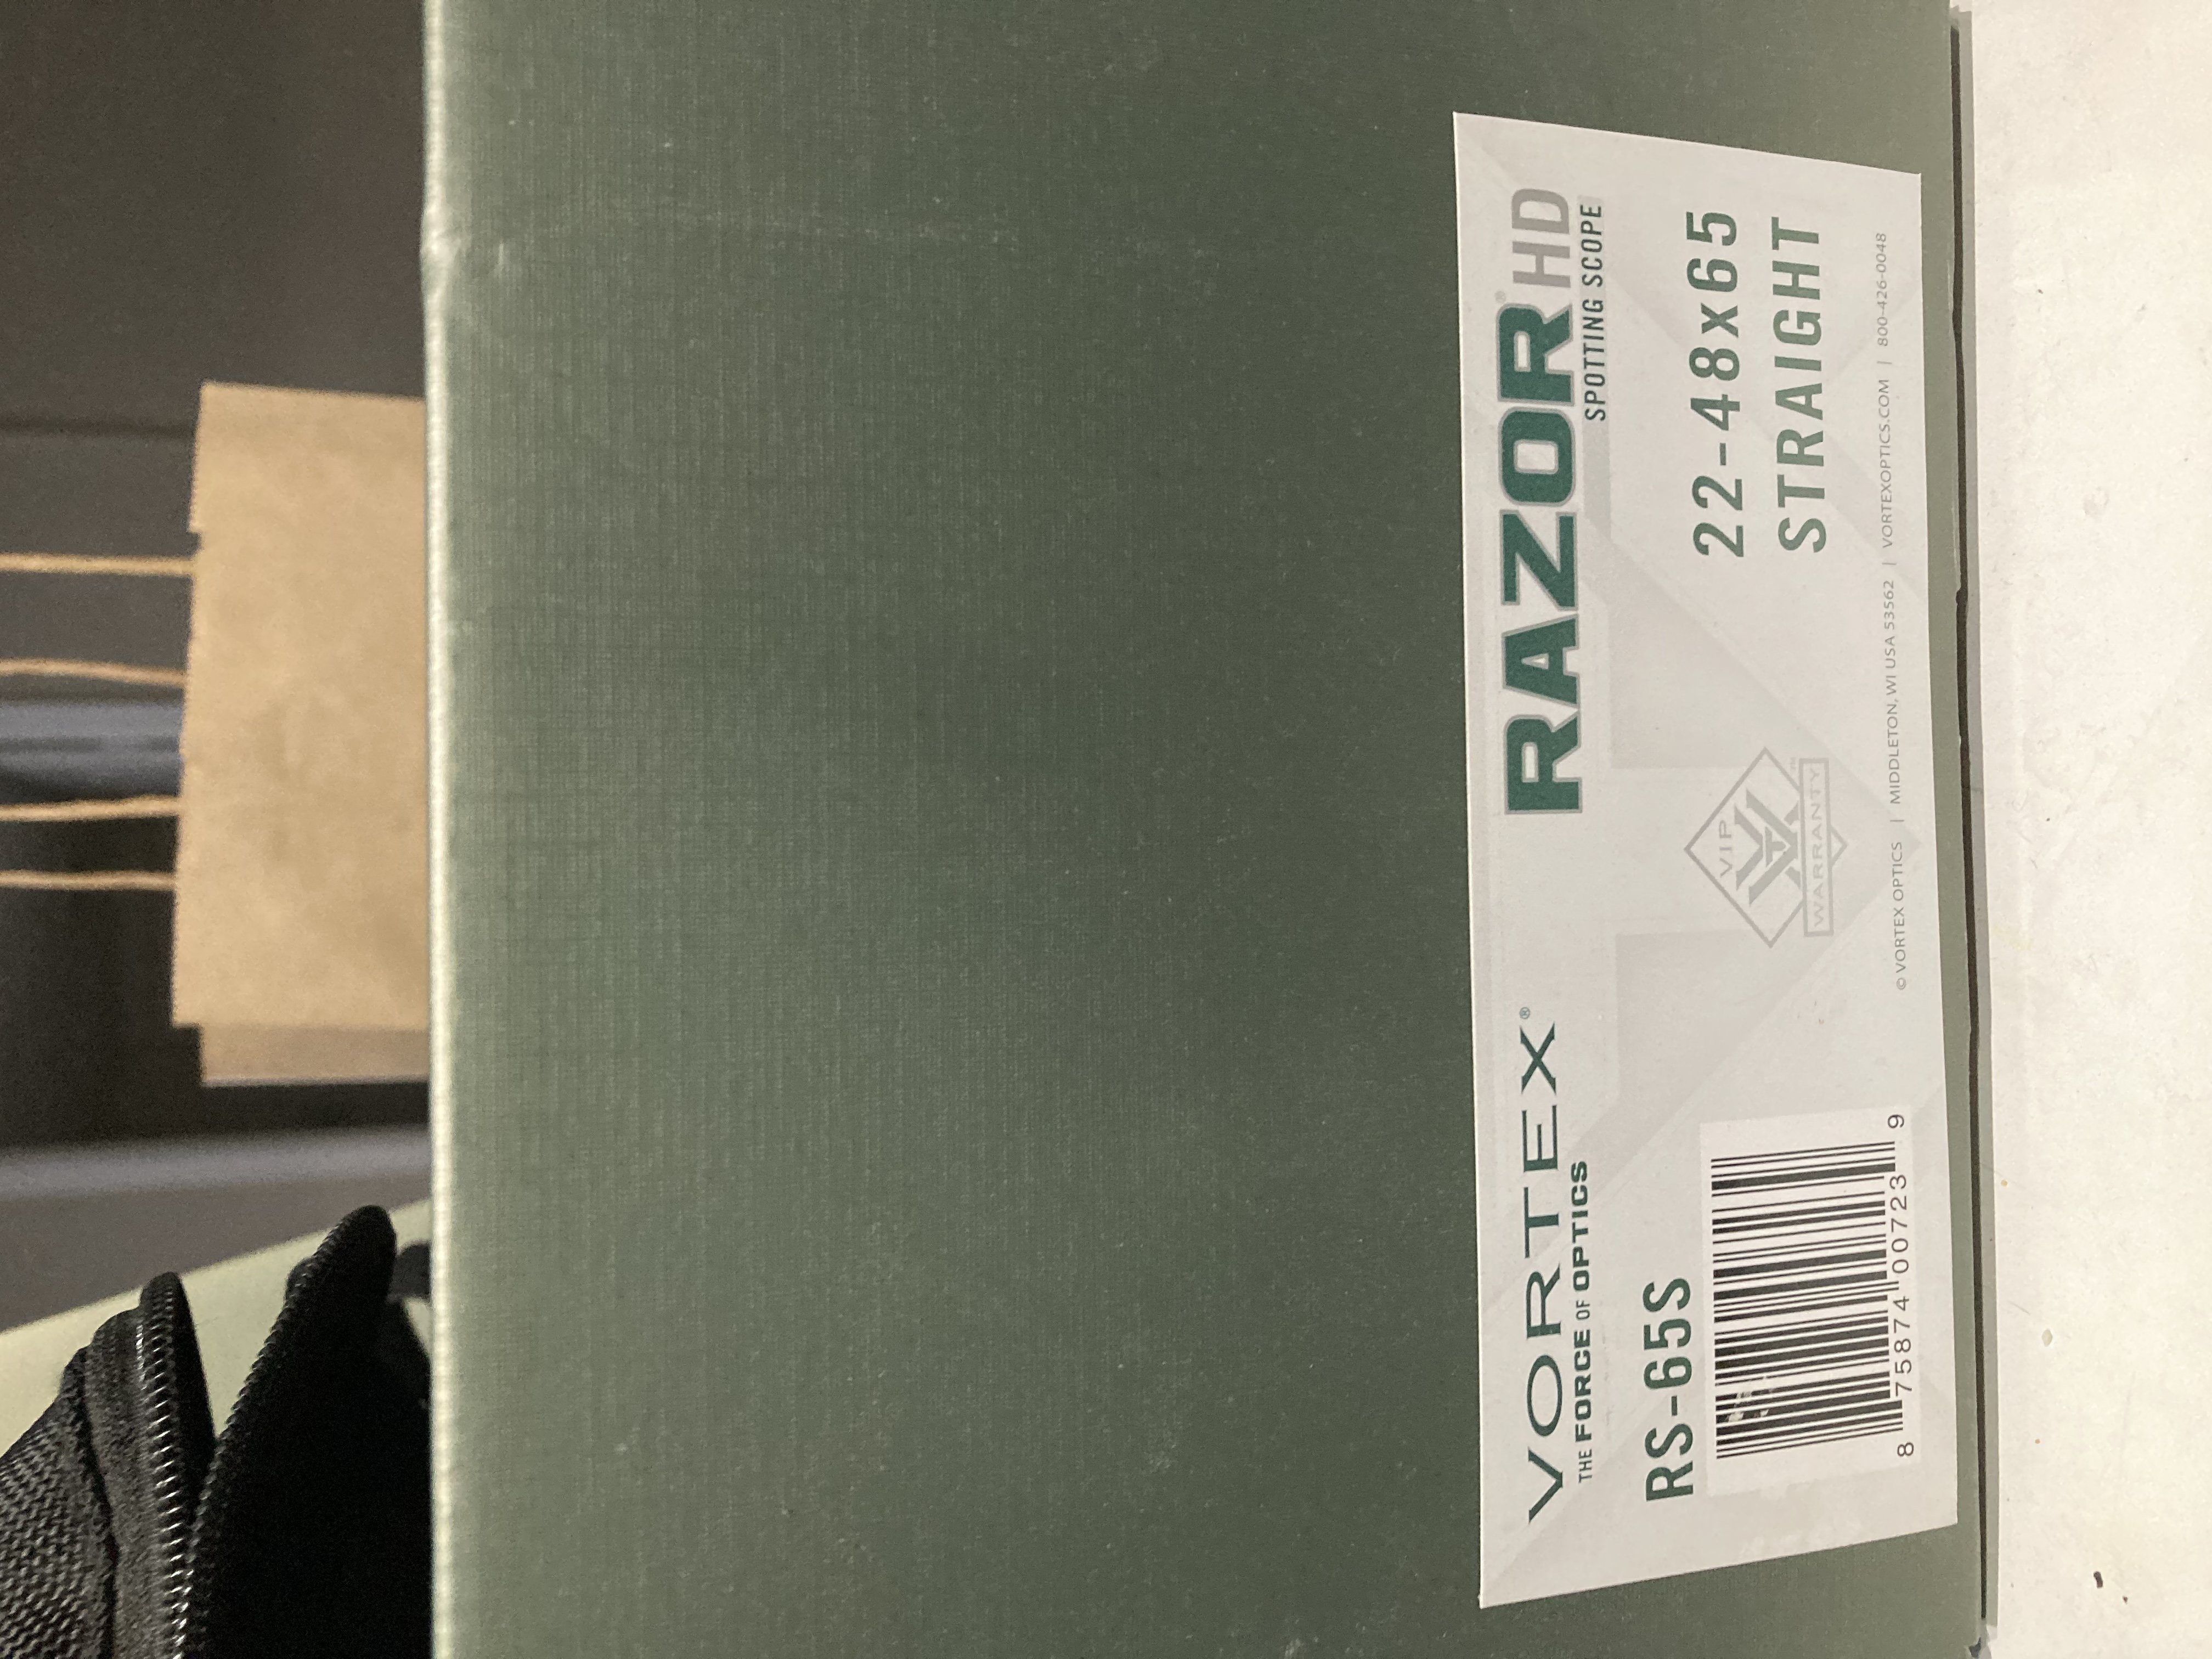 VORTEX®
THE FORCE OF OPTICS
RAZOR® HD
SPOTTING SCOPE
RS-65S
8 75874 00723 9
VIP
WARRANTY
22-48x65
STRAIGHT
© VORTEX OPTICS | MIDDLETON, WI USA 53562 | VORTEXOPTICS.COM | 800-426-0048